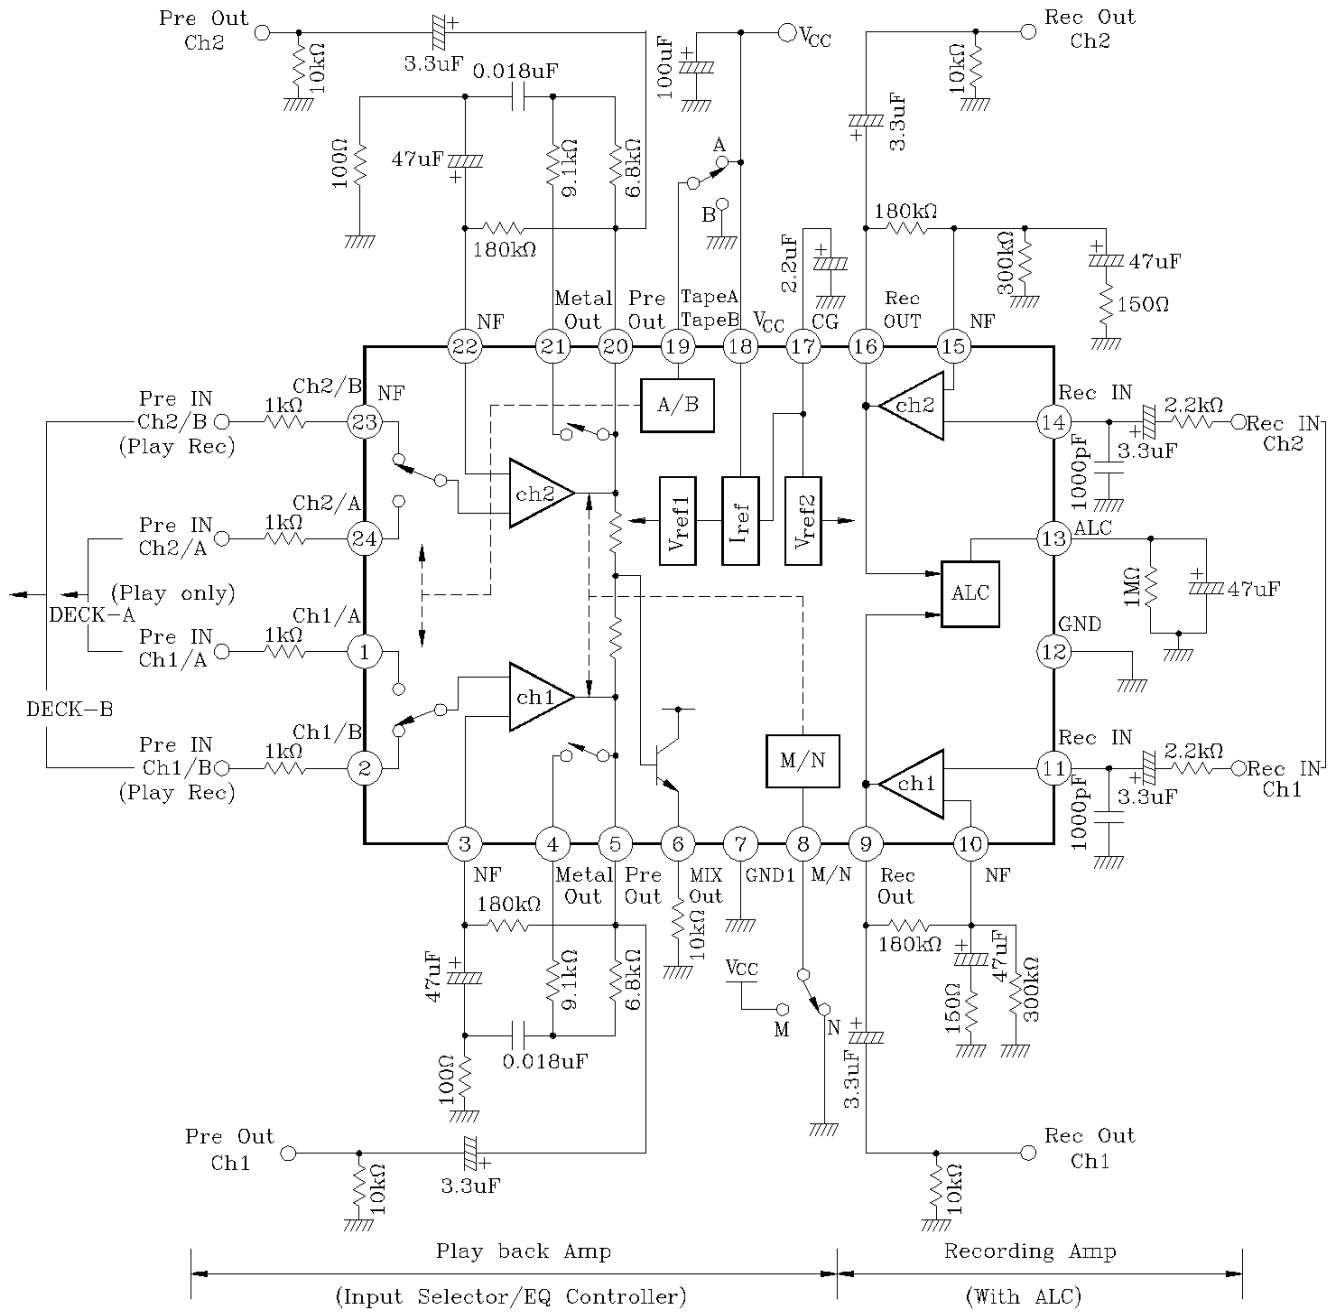 Pre Out
Ch2
10kΩ
3.3uF
0.018uF
100uF
VCC
Rec Out
Ch2
10kΩ
3.3uF
100Ω
47uF
9.1kΩ
6.8kΩ
A
B
180kΩ
180kΩ
2.2uF
300kΩ
47uF
150Ω
NF
Metal
Out
Pre
Out
TapeA
TapeB
VCC
CG
Rec
OUT
NF
22
21
20
19
18
17
16
15
Pre IN
Ch2/B
(Play Rec)
1kΩ
Ch2/B
NF
23
A/B
ch2
14
Rec IN
3.3uF
2.2kΩ
Rec IN
Ch2
1000pF
Pre IN
Ch2/A
1kΩ
Ch2/A
24
ch2
Vref1
Iref
Vref2
13
ALC
ALC
1MΩ
47uF
DECK-A
(Play only)
Pre IN
Ch1/A
1kΩ
Ch1/A
1
GND
12
DECK-B
Pre IN
Ch1/B
(Play Rec)
1kΩ
Ch1/B
2
ch1
M/N
ch1
Rec IN
11
3.3uF
2.2kΩ
Rec IN
Ch1
1000pF
3
4
5
6
7
8
9
10
NF
Metal
Out
Pre
Out
MIX
Out
GND1
M/N
Rec
Out
NF
180kΩ
47uF
9.1kΩ
6.8kΩ
10kΩ
VCC
M
N
180kΩ
47uF
150Ω
300kΩ
0.018uF
100Ω
3.3uF
Pre Out
Ch1
10kΩ
3.3uF
Rec Out
Ch1
10kΩ
Play back Amp
(Input Selector/EQ Controller)
Recording Amp
(With ALC)